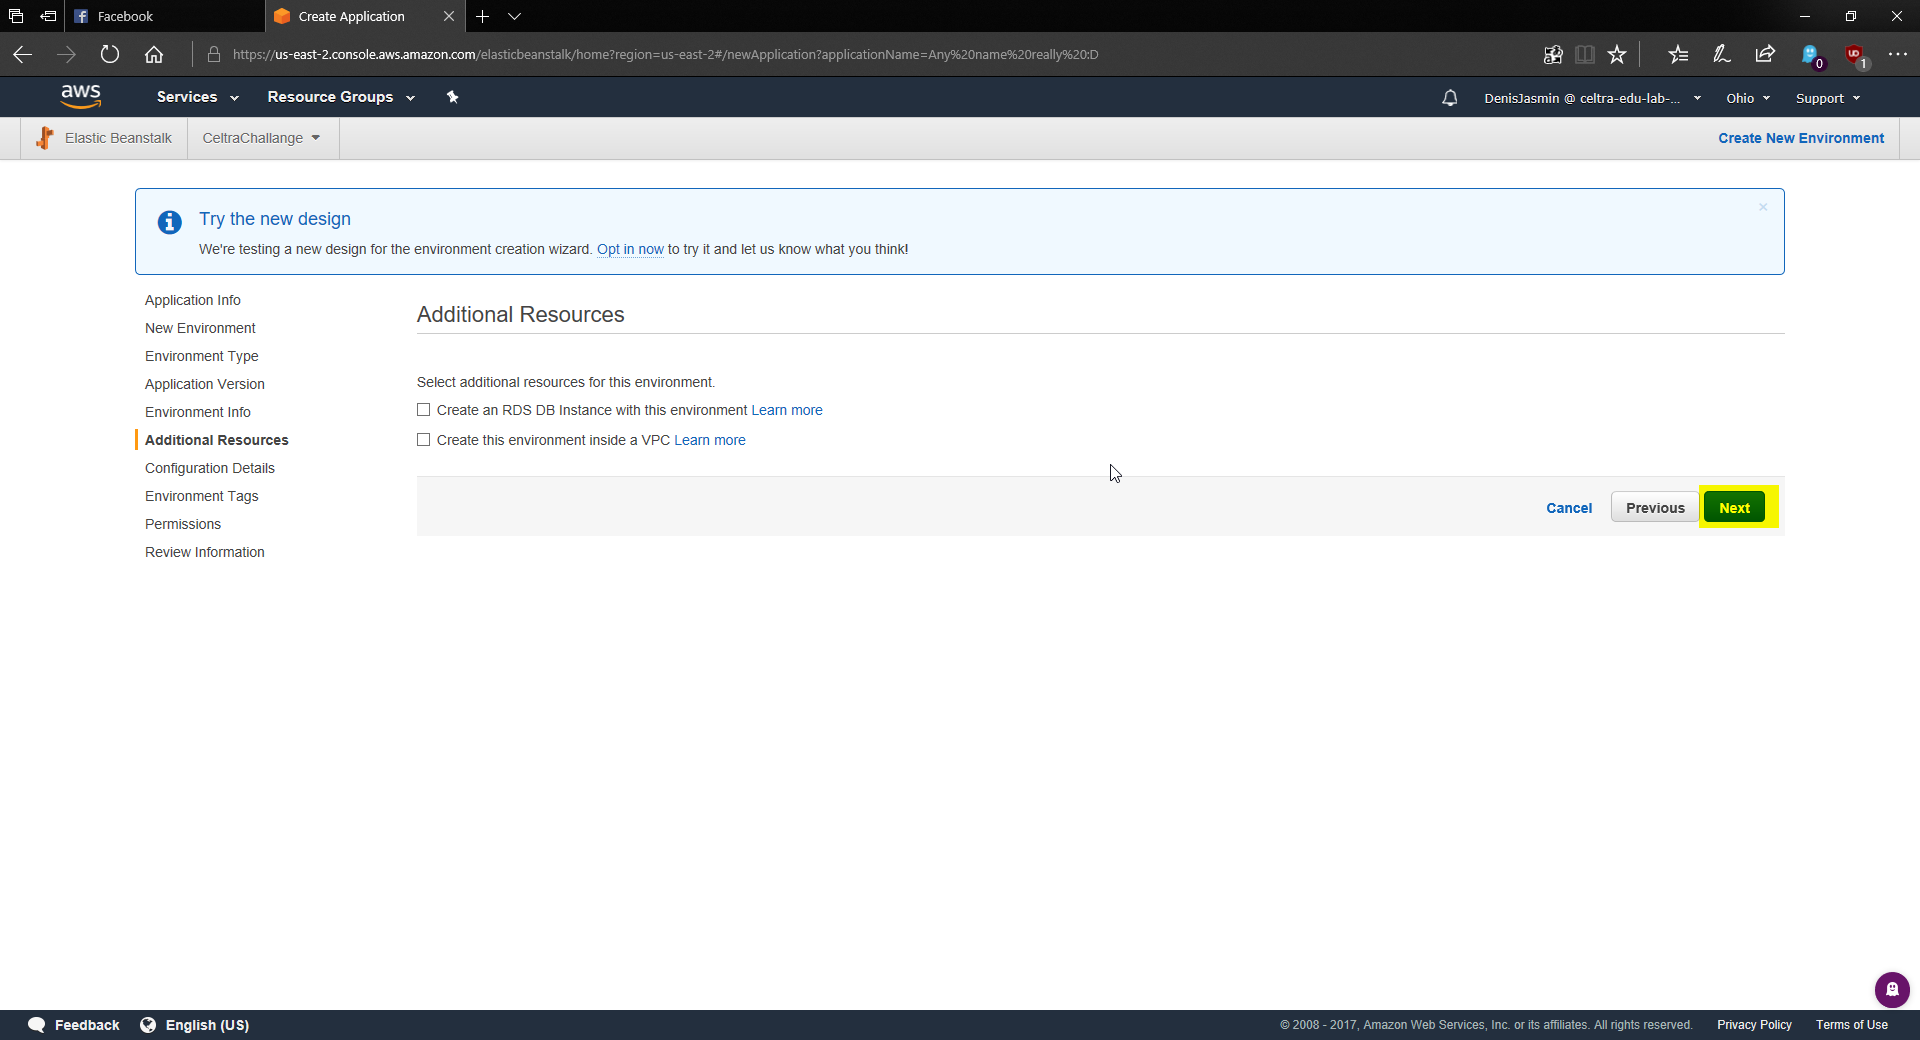 Facebook
Create Application
https://us-east-2.console.aws.amazon.com/elasticbeanstalk/home?region=us-east-2#/newApplication?applicationName=Any%20name%20really%20:D
0
1
aws
Services
Resource Groups
DenisJasmin @ celtra-edu-lab-...
Ohio
Support
Elastic Beanstalk
CeltraChallange
Create New Environment
Try the new design
We're testing a new design for the environment creation wizard. Opt in now to try it and let us know what you think!
Application Info
New Environment
Environment Type
Application Version
Environment Info
Additional Resources
Configuration Details
Environment Tags
Permissions
Review Information
Additional Resources
Select additional resources for this environment.
Create an RDS DB Instance with this environment Learn more
Create this environment inside a VPC Learn more
Cancel
Previous
Next
Feedback
English (US)
© 2008 - 2017, Amazon Web Services, Inc. or its affiliates. All rights reserved.
Privacy Policy
Terms of Use